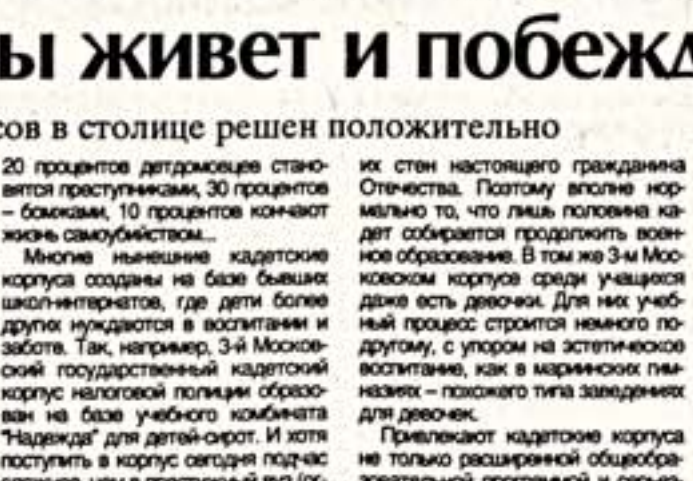 ы живет и побежд
сов в столице решен положительно
20 процентов детдомовцев стано-
вятся преступниками, 30 процентов
– бомжами, 10 процентов кончают
жизнь самоубийством...
Многие нынешние кадетские
корпуса созданы на базе бывших
школ-интернатов, где дети более
других нуждаются в воспитании и
заботе. Так, например, 3-й Москов-
ский государственный кадетский
корпус налоговой полиции образо-
ван на базе учебного комбината
"Надежда" для детей-сирот. И хотя
поступить в корпус сегодня подчас
их стен настоящего гражданина
Отечества. Поэтому вполне нор-
мально то, что лишь половина ка-
дет собирается продолжить воен-
ное образование. В том же 3-м Мос-
ковском корпусе среди учащихся
даже есть девочки. Для них учеб-
ный процесс строится немного по-
другому, с упором на эстетическое
воспитание, как в мариинских гим-
назиях – похожего типа заведениях
для девочек.
Привлекают кадетские корпуса
не только расширенной общеобра-